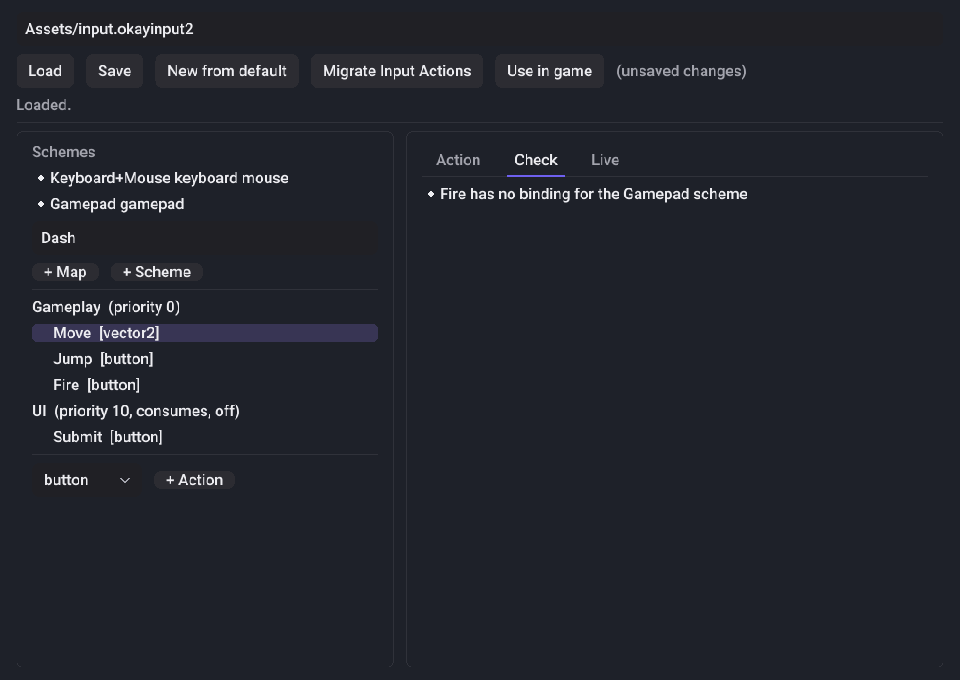 Assets/input.okayinput2
Load Save New from default Migrate Input Actions Use in game (unsaved changes)
Loaded.
Schemes
Keyboard+Mouse keyboard mouse
Gamepad gamepad
Dash
+ Map + Scheme
Gameplay (priority 0)
Move [vector2]
Jump [button]
Fire [button]
UI (priority 10, consumes, off)
Submit [button]
button + Action
Action Check Live
Fire has no binding for the Gamepad scheme